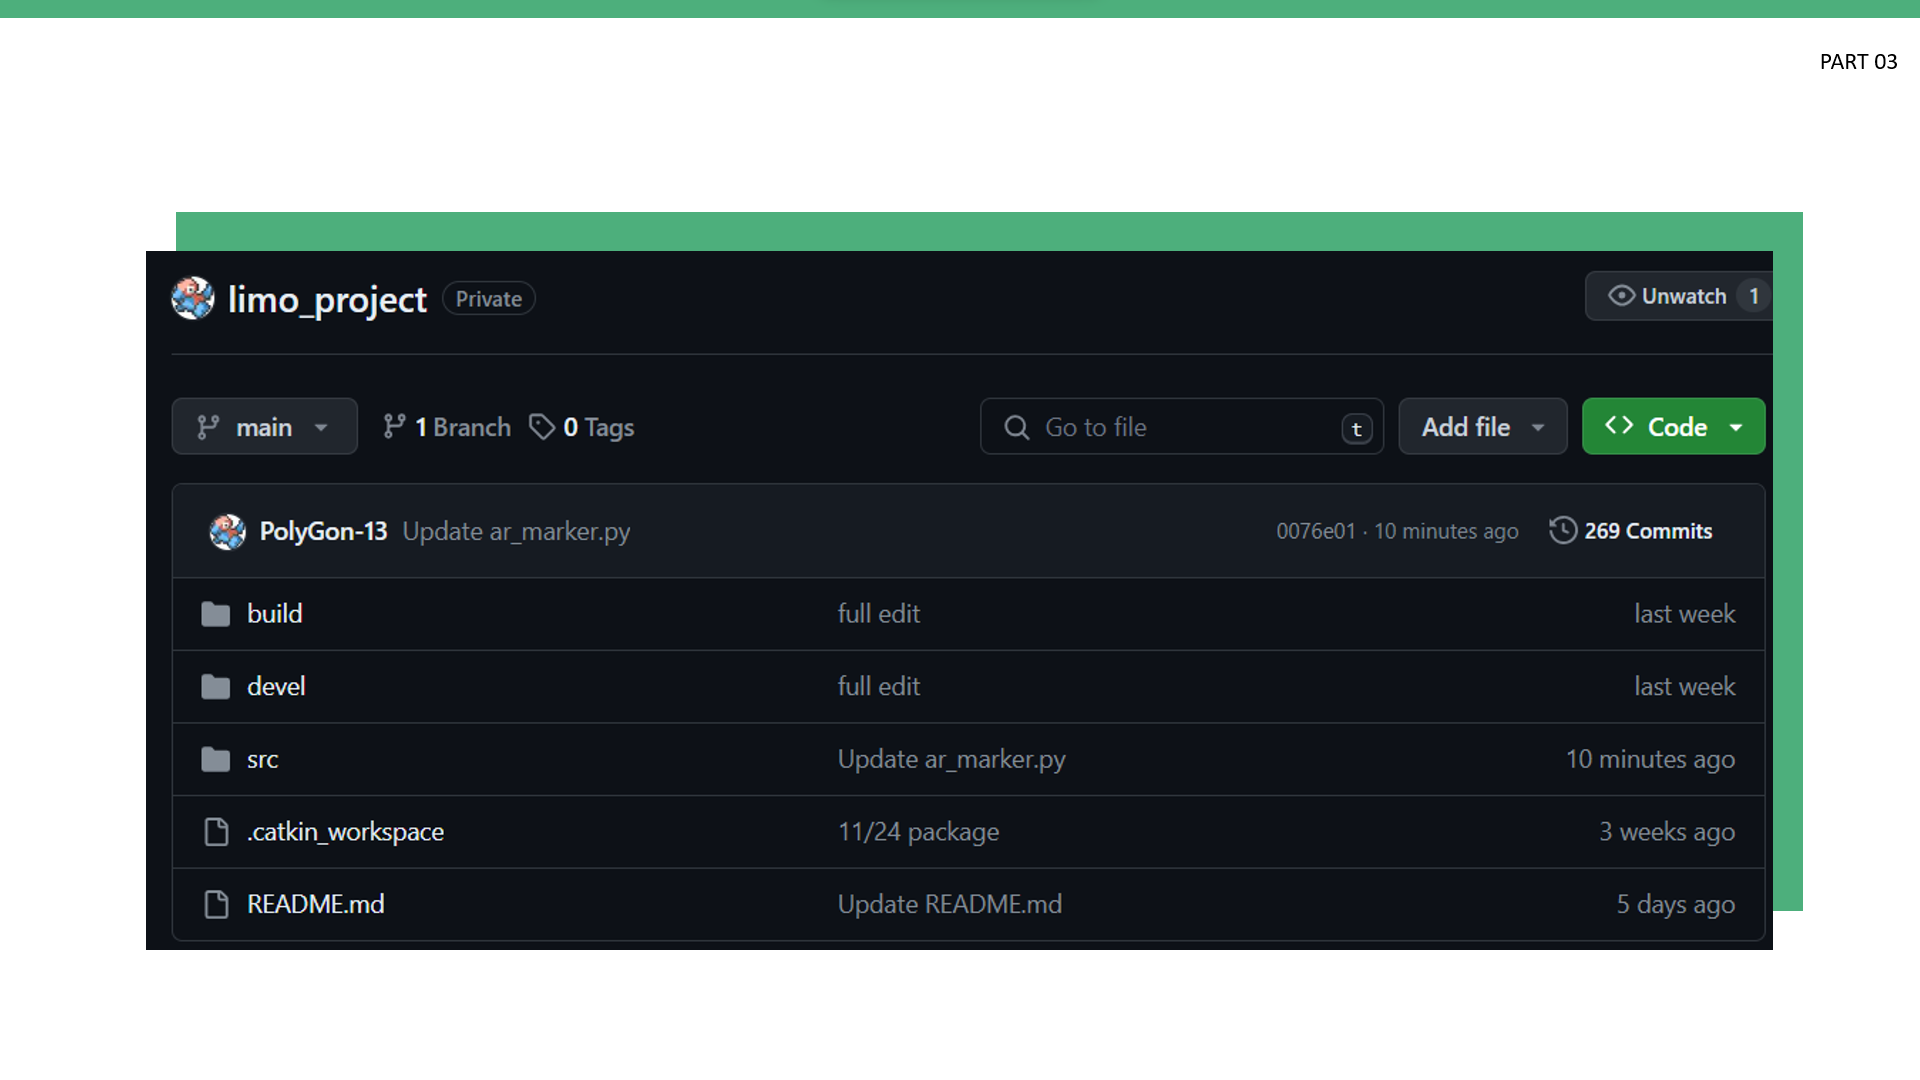 PART 03
limo_project Private Unwatch 1
main 1 Branch 0 Tags Go to file t Add file Code
PolyGon-13 Update ar_marker.py 0076e01 · 10 minutes ago 269 Commits
build full edit last week
devel full edit last week
src Update ar_marker.py 10 minutes ago
.catkin_workspace 11/24 package 3 weeks ago
README.md Update README.md 5 days ago